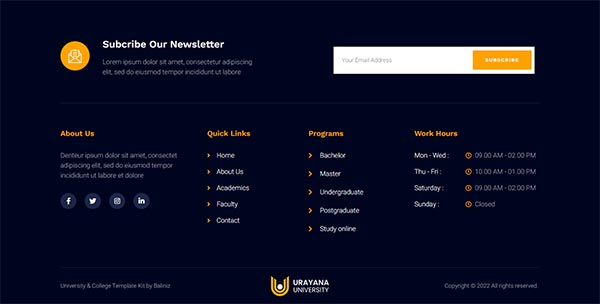 Subcribe Our Newsletter
Lorem ipsum dolor sit amet, consectetur adipiscing
elit, sed do eiusmod tempor incididunt ut labore
Your Email Address
SUBSCRIBE
About Us
Denteur ipsum dolor sit amet, consectet
adipiscing elit, sed do eiusmod tempor
incididunt ut labore et dolore
Quick Links
Home
About Us
Academics
Faculty
Contact
Programs
Bachelor
Master
Undergraduate
Postgraduate
Study online
Work Hours
Mon - Wed : 09.00 AM - 02.00 PM
Thu - Fri : 10.00 AM - 01.00 PM
Saturday : 09.00 AM - 02.00 PM
Sunday : Closed
University & College Template Kit by Baliniz
URAYANA
UNIVERSITY
Copyright © 2022 All rights reserved.